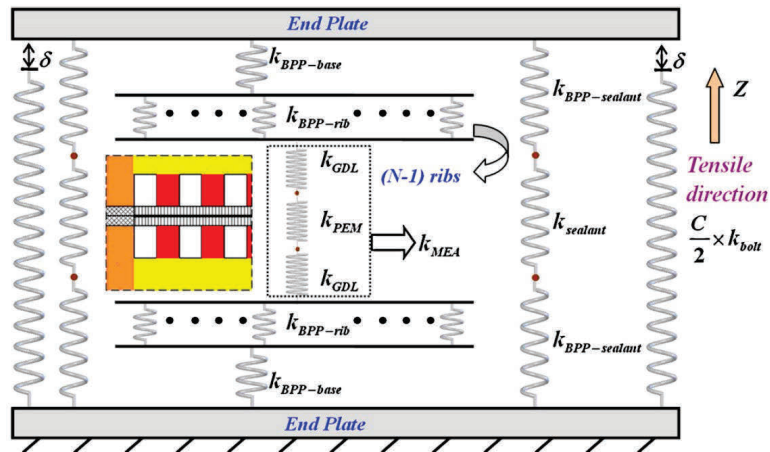 End Plate
δ
k_BPP-base
δ
k_BPP-sealant
Z
k_BPP-rib
k_GDL
(N-1) ribs
Tensile
direction
k_PEM
k_MEA
k_sealant
C/2 × k_bolt
k_GDL
k_BPP-rib
k_BPP-sealant
k_BPP-base
End Plate